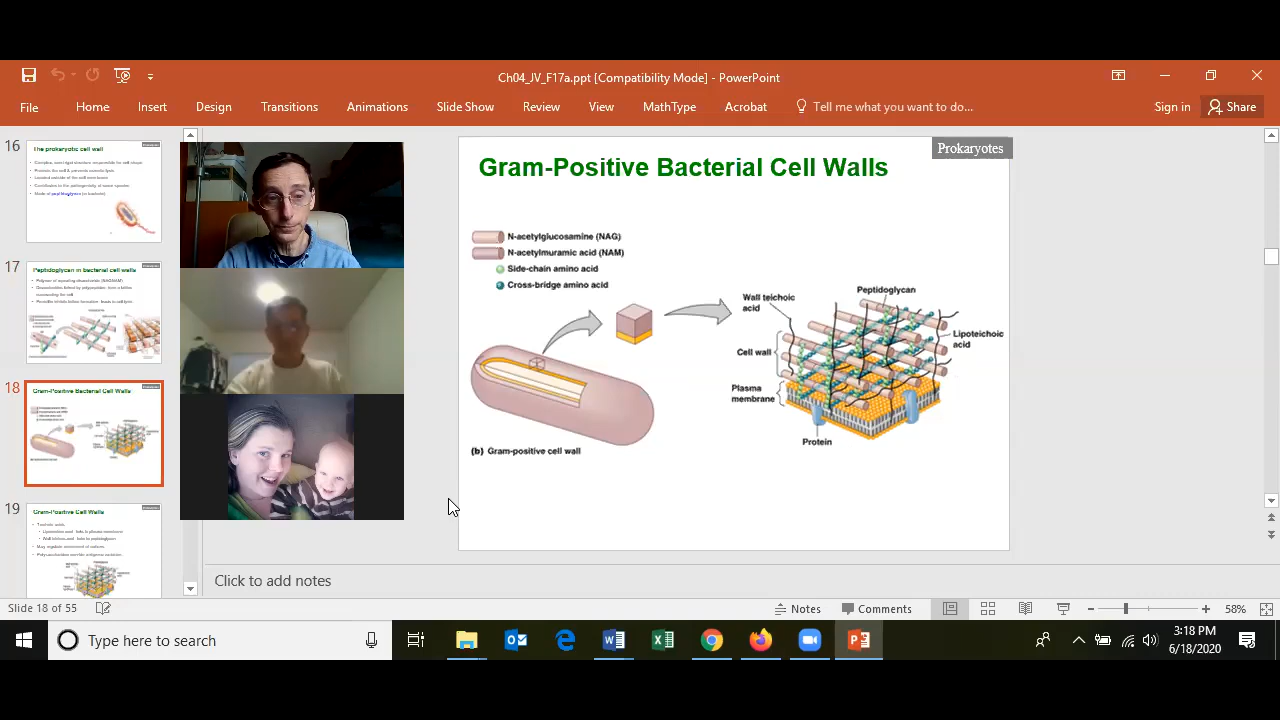 Ch04_JV_F17a.ppt [Compatibility Mode] - PowerPoint
File Home Insert Design Transitions Animations Slide Show Review View MathType Acrobat Tell me what you want to do... Sign in Share
16
The prokaryotic cell wall
17
Peptidoglycan in bacterial cell walls
18
Gram-Positive Bacterial Cell Walls
19
Gram-Positive Cell Walls
Prokaryotes
Gram-Positive Bacterial Cell Walls
N-acetylglucosamine (NAG)
N-acetylmuramic acid (NAM)
Side-chain amino acid
Cross-bridge amino acid
Peptidoglycan
Wall teichoic
acid
Lipoteichoic
acid
Cell wall
Plasma
membrane
Protein
(b) Gram-positive cell wall
Click to add notes
Slide 18 of 55
Notes Comments 58%
Type here to search
3:18 PM
6/18/2020